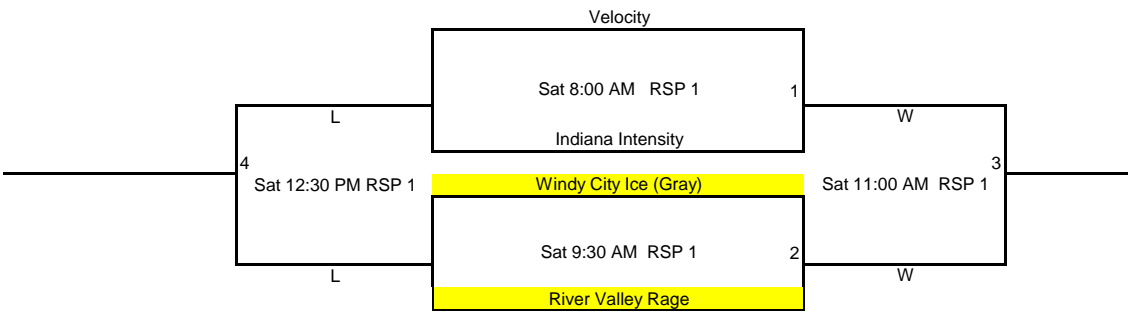 Velocity
Sat 8:00 AM RSP 1
1
L
W
Indiana Intensity
4
3
Sat 12:30 PM RSP 1
Windy City Ice (Gray)
Sat 11:00 AM RSP 1
Sat 9:30 AM RSP 1
2
L
W
River Valley Rage